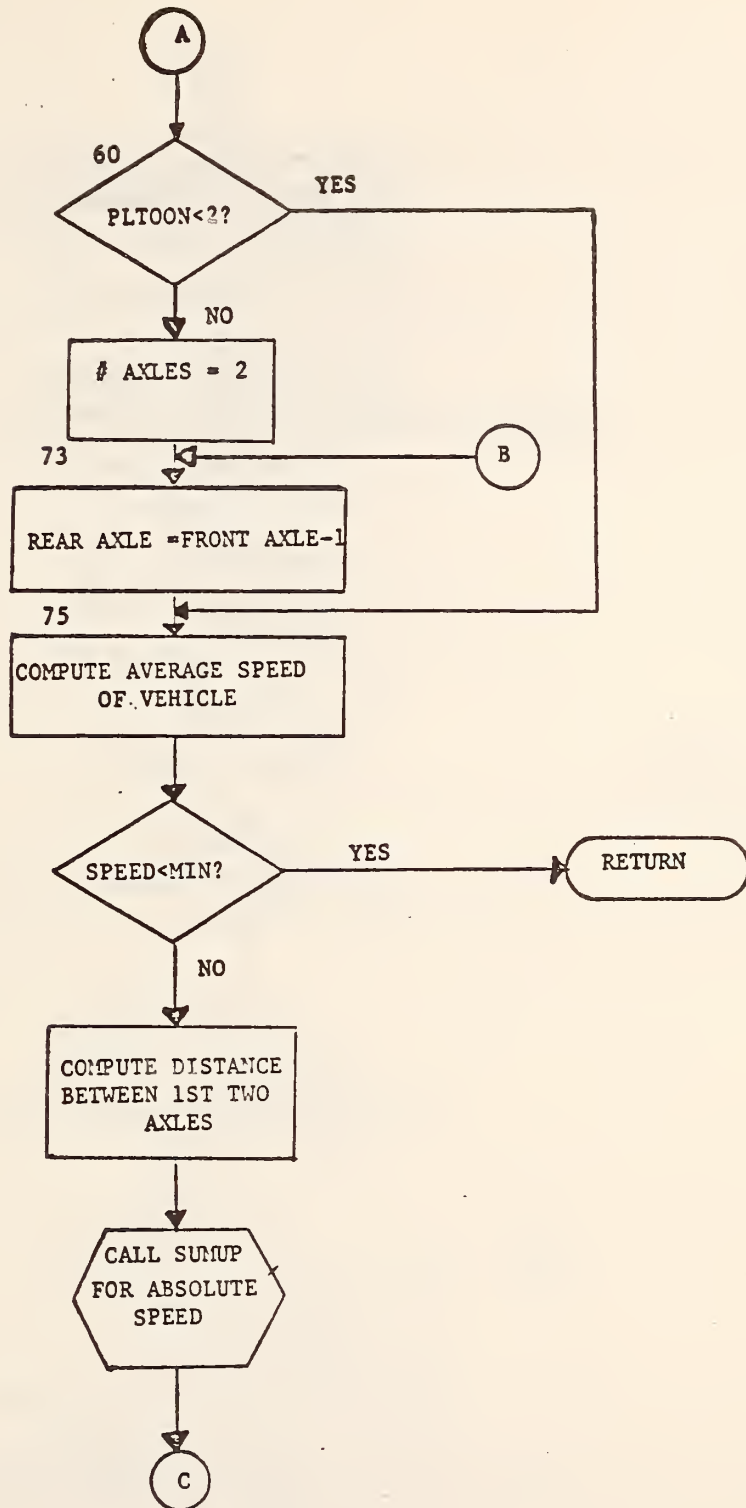 A
60
YES
PLTOON<2?
NO
# AXLES = 2
73
B
REAR AXLE =FRONT AXLE-1
75
COMPUTE AVERAGE SPEED
OF VEHICLE
SPEED<MIN?
YES
RETURN
NO
COMPUTE DISTANCE
BETWEEN 1ST TWO
AXLES
CALL SUMUP
FOR ABSOLUTE
SPEED
C